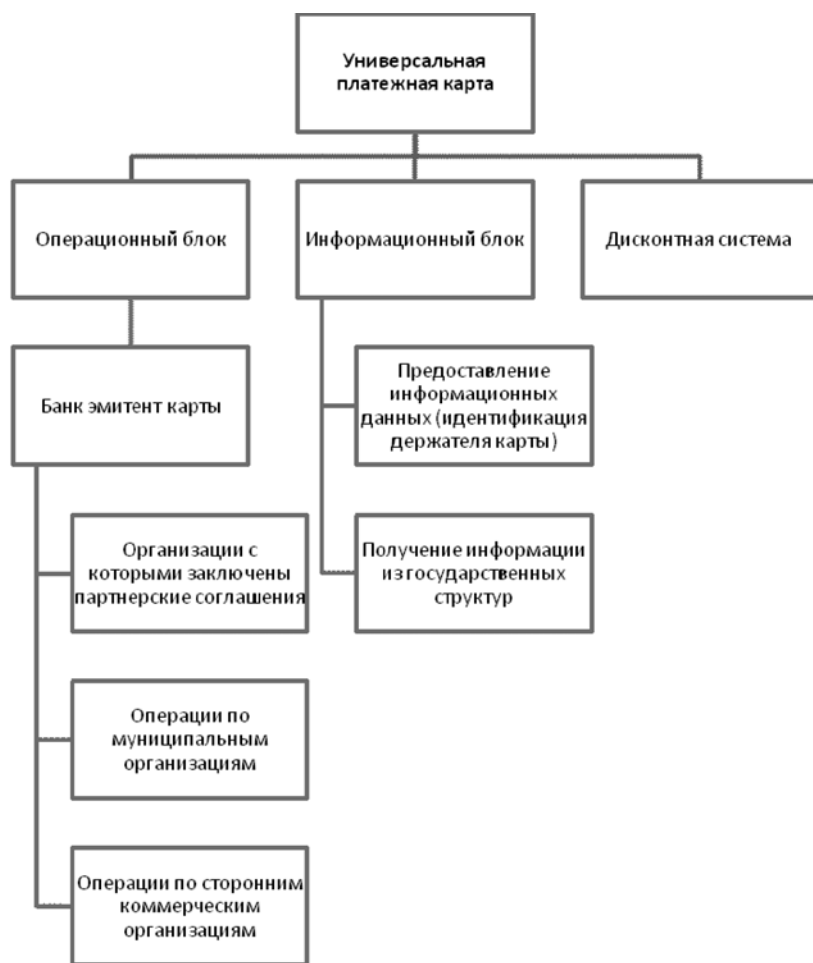 Универсальная
платежная карта
Операционный блок
Информационный блок
Дисконтная система
Банк эмитент карты
Предоставление
информационных
данных (идентификация
держателя карты)
Организации с
которыми заключены
партнерские соглашения
Получение информации
из государственных
структур
Операции по
муниципальным
организациям
Операции по сторонним
коммерческим
организациям